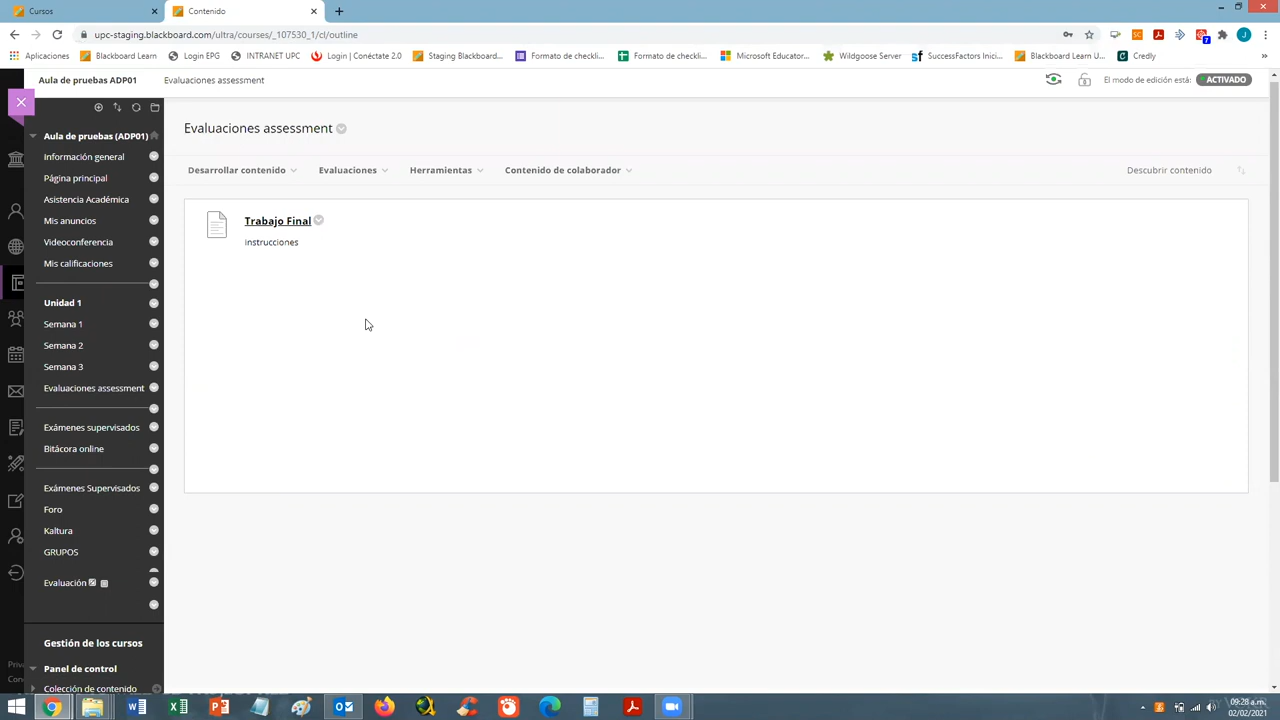 Cursos
Contenido
upc-staging.blackboard.com/ultra/courses/_107530_1/cl/outline
Aplicaciones
Blackboard Learn
Login EPG
INTRANET UPC
Login | Conéctate 2.0
Staging Blackboard...
Formato de checkli...
Formato de checkli...
Microsoft Educator...
Wildgoose Server
SuccessFactors Inici...
Blackboard Learn U...
Credly
Aula de pruebas ADP01
Evaluaciones assessment
El modo de edición está:
ACTIVADO
Aula de pruebas (ADP01)
Información general
Página principal
Asistencia Académica
Mis anuncios
Videoconferencia
Mis calificaciones
Unidad 1
Semana 1
Semana 2
Semana 3
Evaluaciones assessment
Exámenes supervisados
Bitácora online
Exámenes Supervisados
Foro
Kaltura
GRUPOS
Evaluación
Gestión de los cursos
Panel de control
Colección de contenido
Evaluaciones assessment
Desarrollar contenido
Evaluaciones
Herramientas
Contenido de colaborador
Descubrir contenido
Trabajo Final
instrucciones
09:28 a.m.
02/02/2021